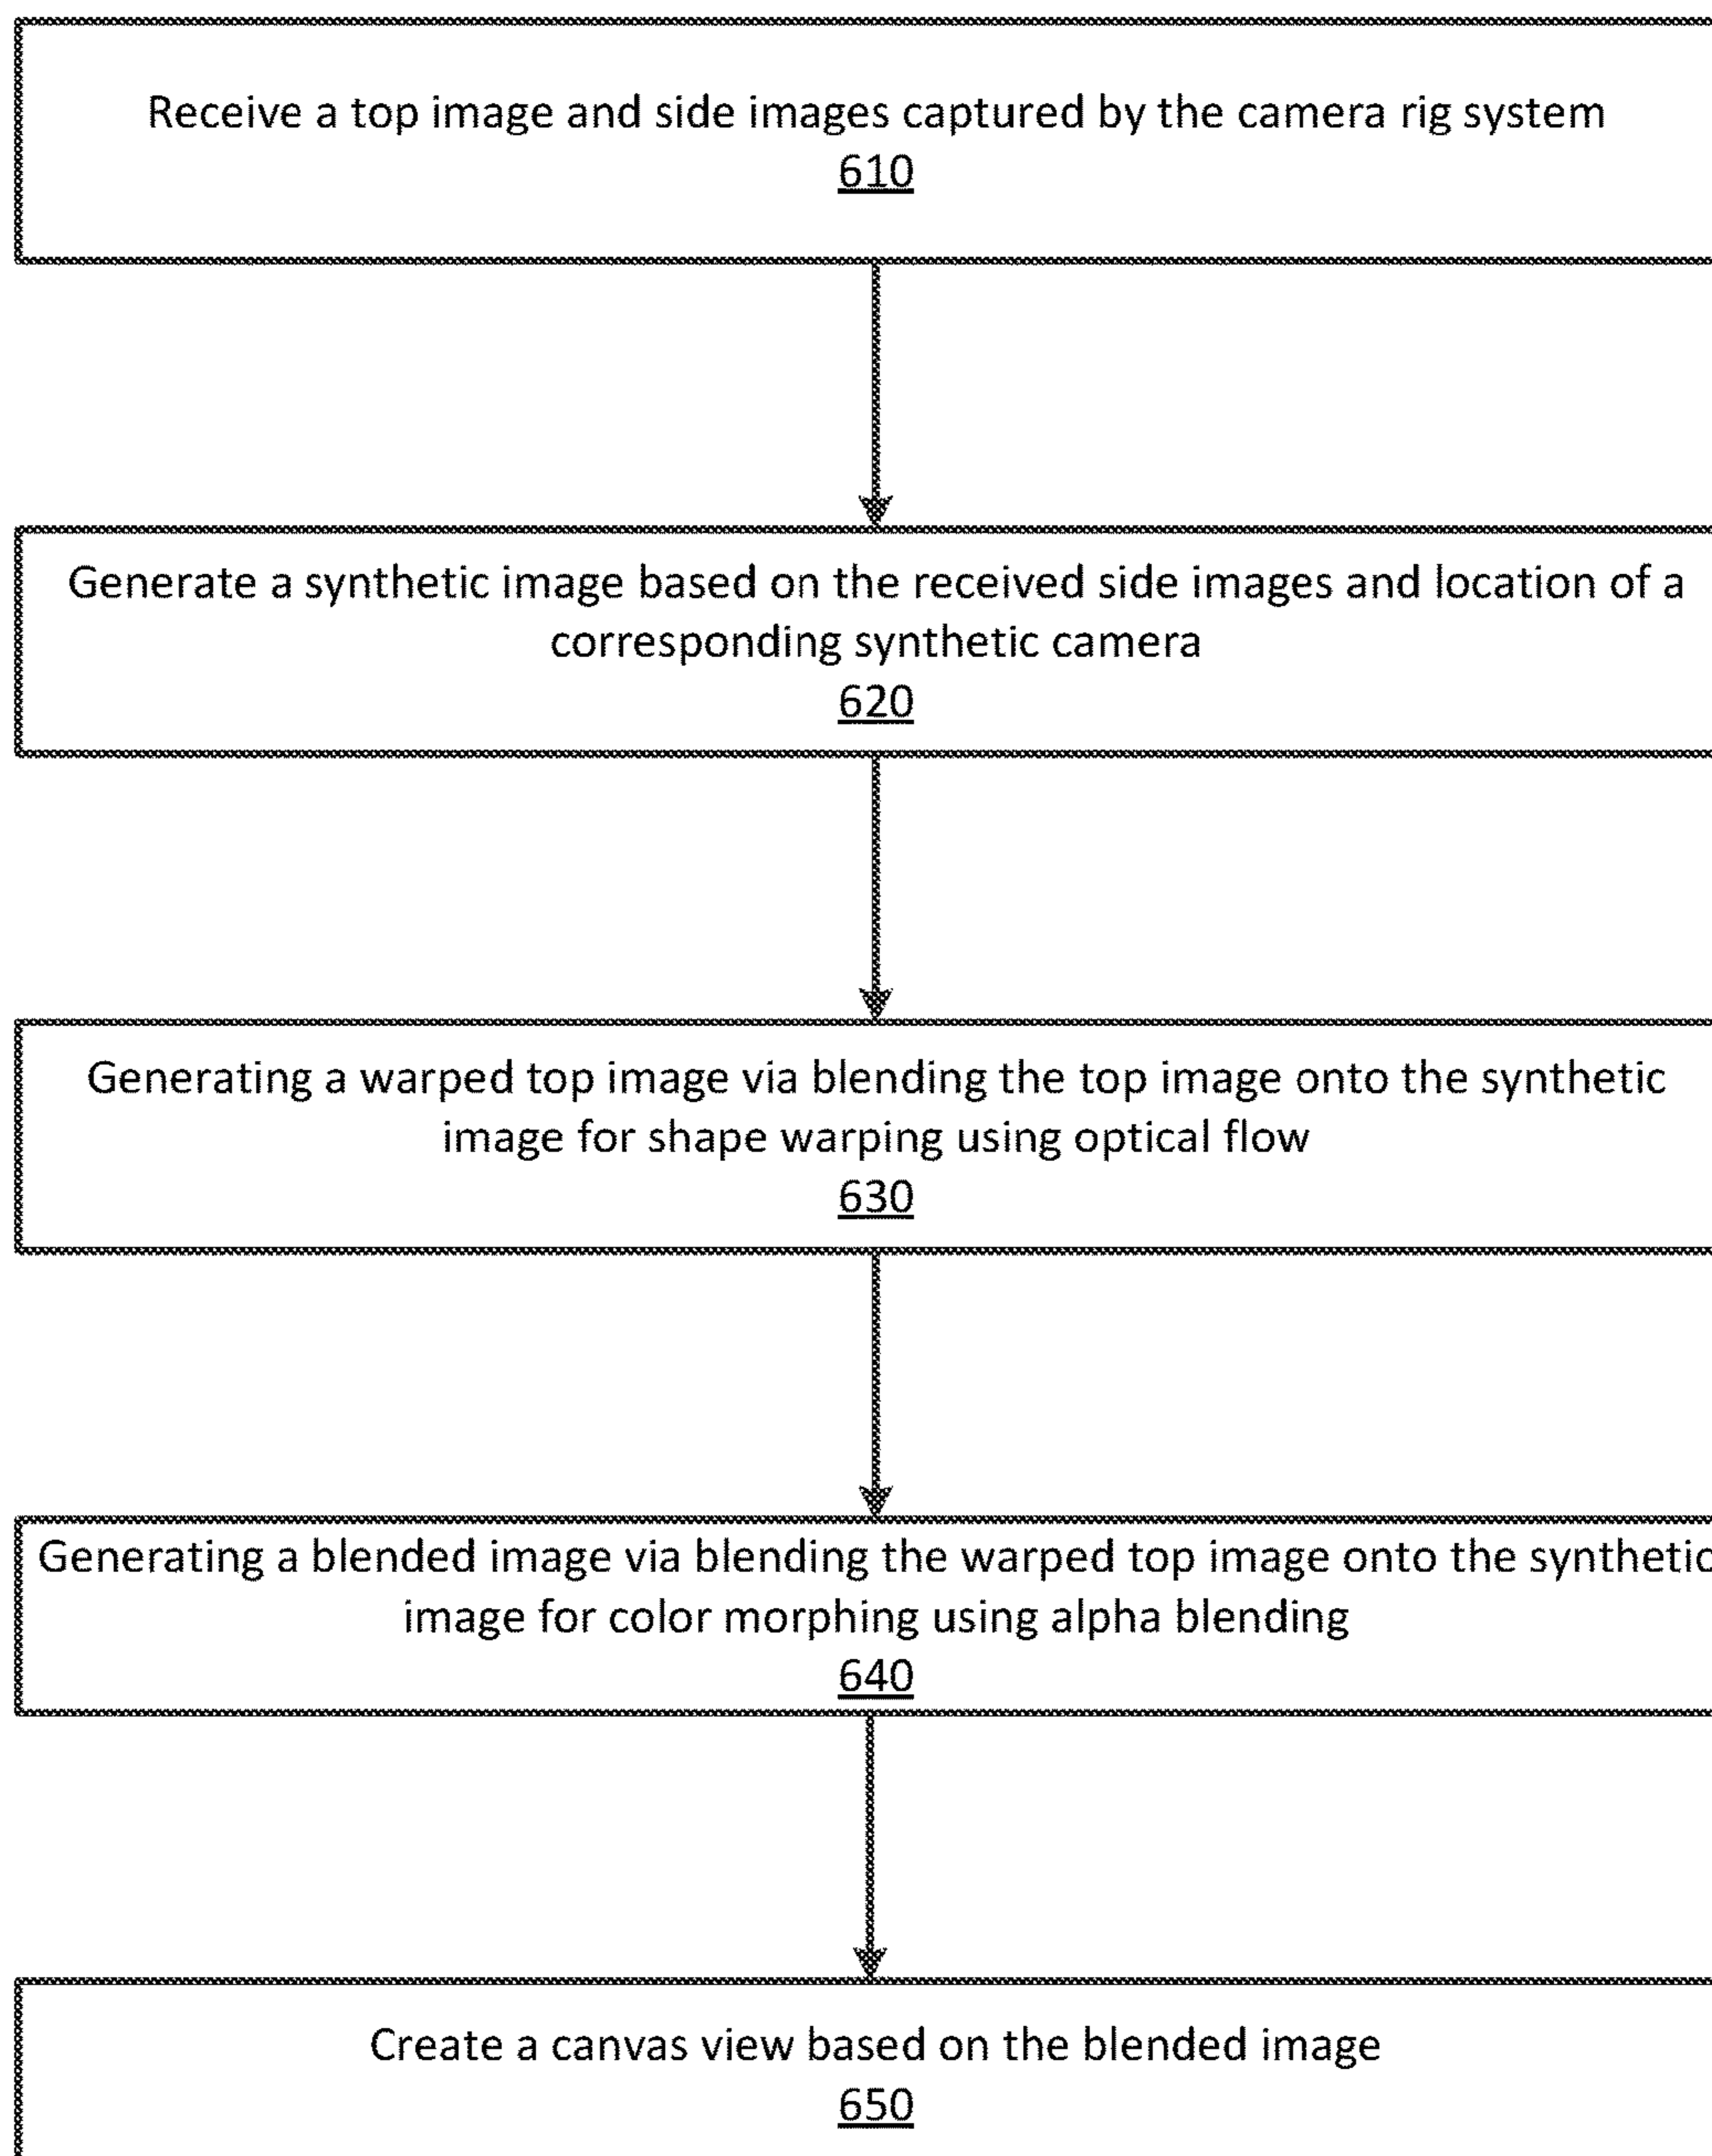 Receive a top image and side images captured by the camera rig system
610
Generate a synthetic image based on the received side images and location of a
corresponding synthetic camera
620
Generating a warped top image via blending the top image onto the synthetic
image for shape warping using optical flow
630
Generating a blended image via blending the warped top image onto the synthetic
image for color morphing using alpha blending
640
Create a canvas view based on the blended image
650